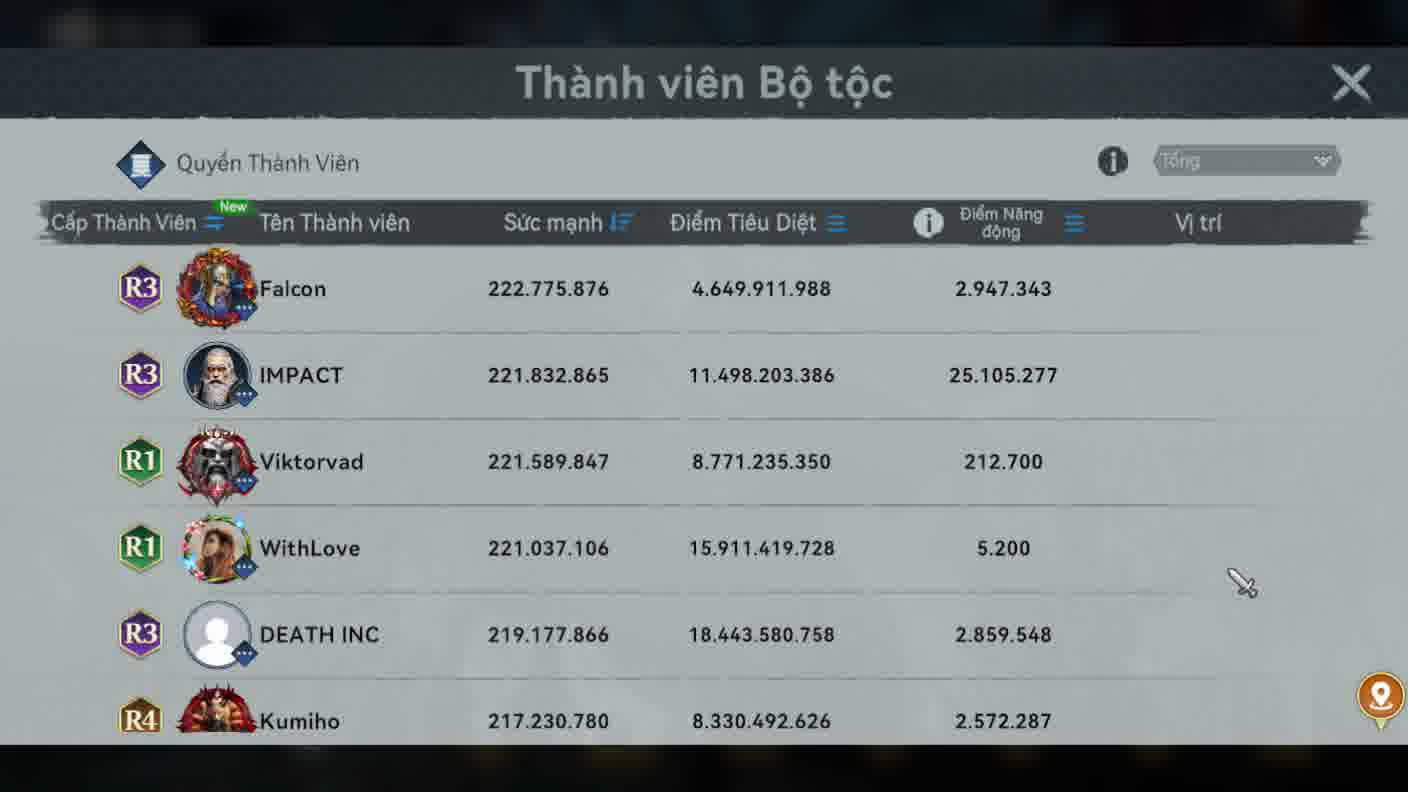 Thành viên Bộ tộc
Quyển Thành Viên
Tổng
Cấp Thành Viên New Tên Thành viên Sức mạnh Điểm Tiêu Diệt Điểm Năng động Vị trí
R3 Falcon 222.775.876 4.649.911.988 2.947.343
R3 IMPACT 221.832.865 11.498.203.386 25.105.277
R1 Viktorvad 221.589.847 8.771.235.350 212.700
R1 WithLove 221.037.106 15.911.419.728 5.200
R3 DEATH INC 219.177.866 18.443.580.758 2.859.548
R4 Kumiho 217.230.780 8.330.492.626 2.572.287